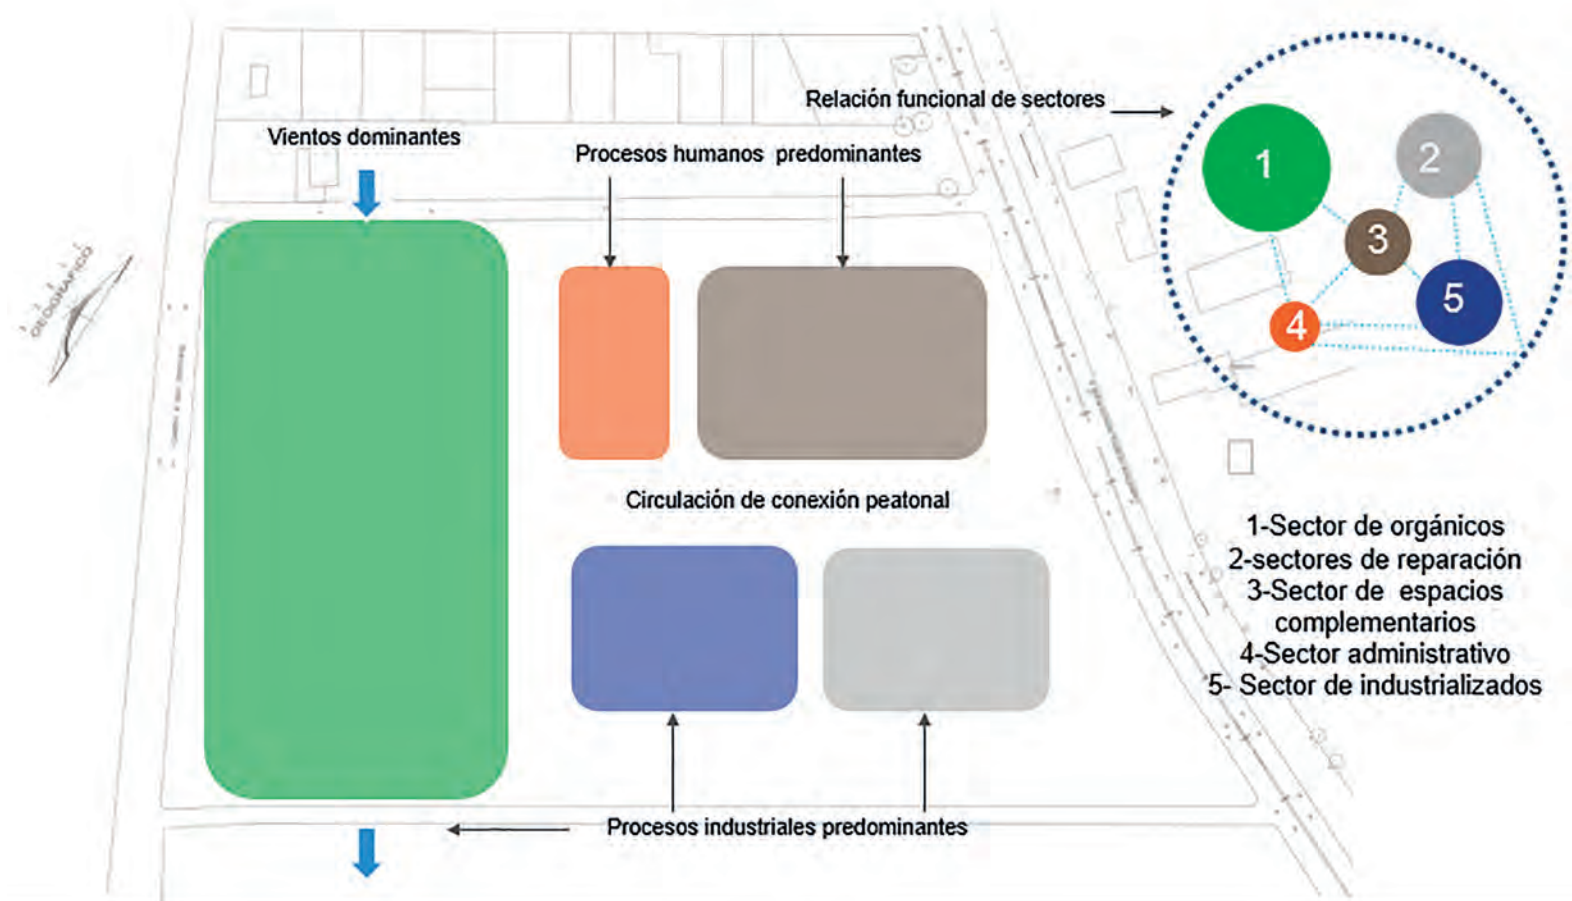 Relación funcional de sectores
Vientos dominantes
Procesos humanos predominantes
1
2
3
4
5
GEOGRAFICO
Circulación de conexión peatonal
1-Sector de orgánicos
2-sectores de reparación
3-Sector de espacios
complementarios
4-Sector administrativo
5- Sector de industrializados
Procesos industriales predominantes